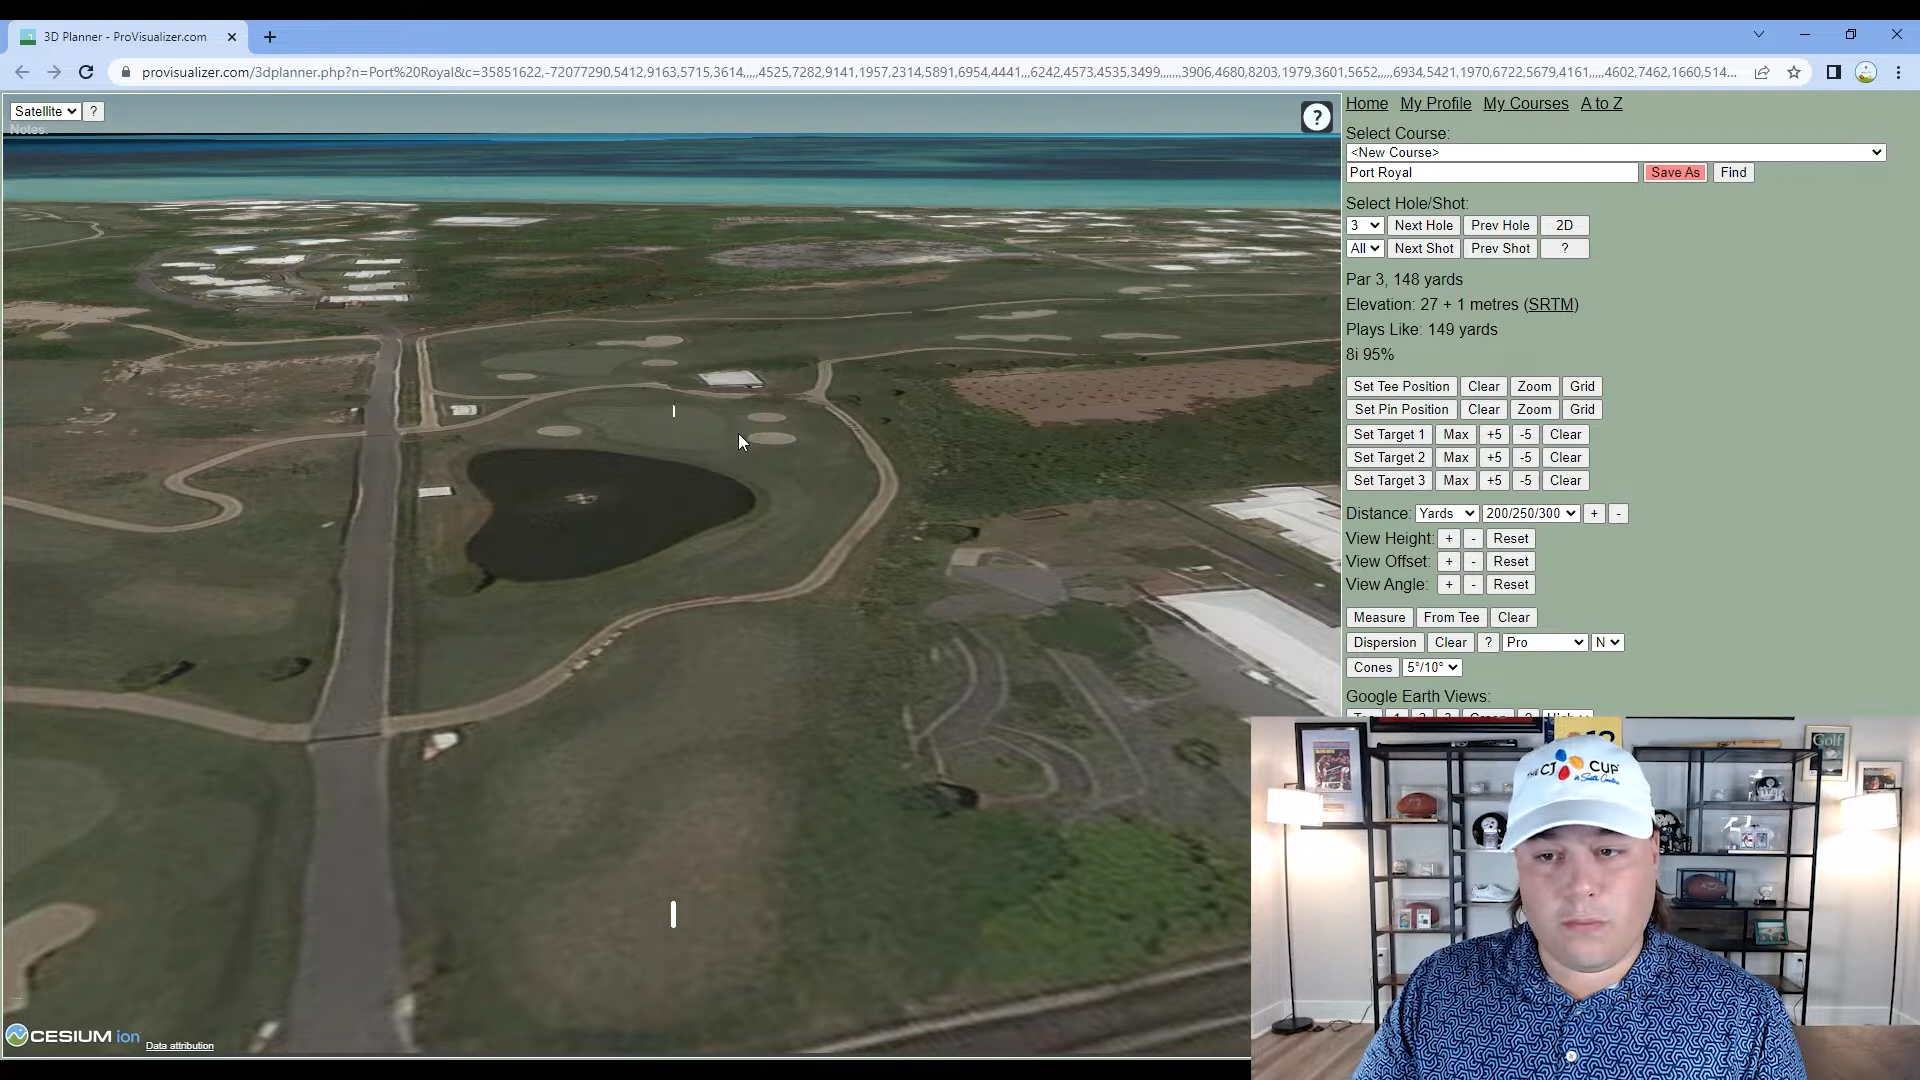 3D Planner - ProVisualizer.com
provisualizer.com/3dplanner.php?n=Port%20Royal&c=35851622,-72077290,5412,9163,5715,3614,,,,,4525,7282,9141,1957,2314,5891,6954,4441,,,6242,4573,4535,3499,,,,,,,3906,4680,8203,1979,3601,5652,,,,,6934,5421,1970,6722,5679,4161,,,,,4602,7462,1660,514...
Satellite ?
Notes:
?
Home My Profile My Courses A to Z
Select Course:
<New Course>
Port Royal Save As Find
Select Hole/Shot:
3 Next Hole Prev Hole 2D
All Next Shot Prev Shot ?
Par 3, 148 yards
Elevation: 27 + 1 metres (SRTM)
Plays Like: 149 yards
8i 95%
Set Tee Position Clear Zoom Grid
Set Pin Position Clear Zoom Grid
Set Target 1 Max +5 -5 Clear
Set Target 2 Max +5 -5 Clear
Set Target 3 Max +5 -5 Clear
Distance: Yards 200/250/300 + -
View Height: + - Reset
View Offset: + - Reset
View Angle: + - Reset
Measure From Tee Clear
Dispersion Clear ? Pro N
Cones 5°/10°
Google Earth Views:
12
Golf
THE CJ CUP
in South Carolina
CESIUM ion
Data attribution